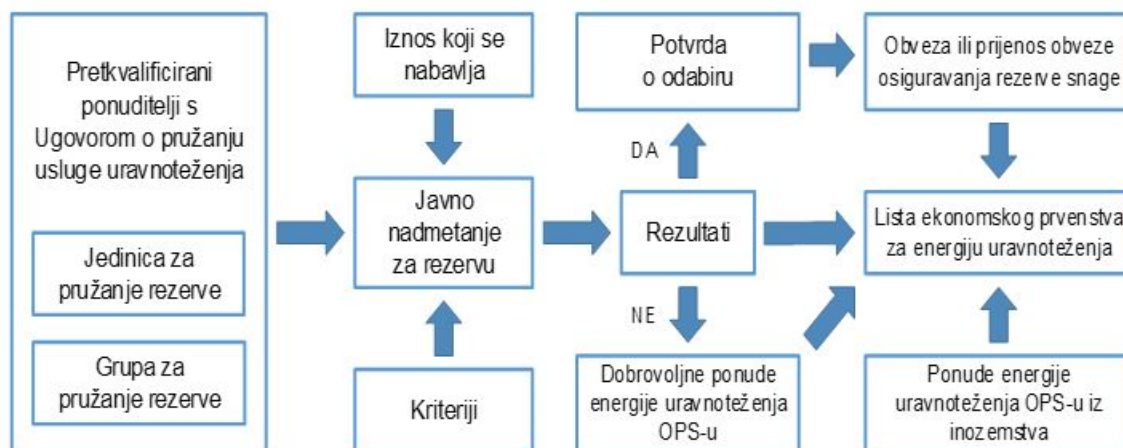 Pretkvalificirani
ponuditelji s
Ugovorom o pružanju
usluge uravnoteženja
Jedinica za
pružanje rezerve
Grupa za
pružanje rezerve
Iznos koji se
nabavlja
Javno
nadmetanje
za rezervu
Kriteriji
Potvrda
o odabiru
DA
Rezultati
NE
Dobrovoljne ponude
energije uravnoteženja
OPS-u
Obveza ili prijenos obveze
osiguravanja rezerve snage
Lista ekonomskog prvenstva
za energiju uravnoteženja
Ponude energije
uravnoteženja OPS-u iz
inozemstva